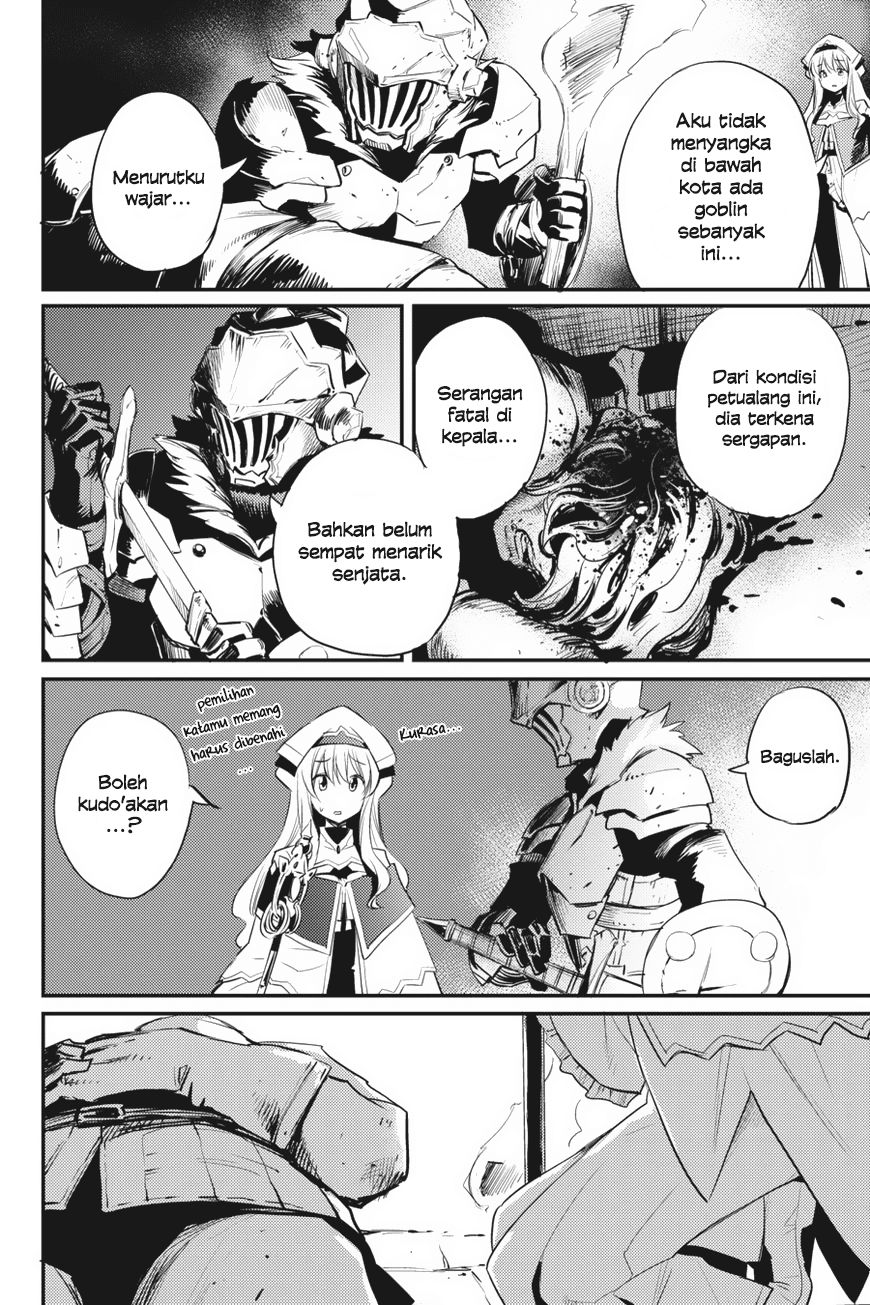 Aku tidak
menyangka
di bawah
kota ada
goblin
sebanyak
ini...
Menurutku
wajar...
Dari kondisi
petualang ini,
dia terkena
sergapan.
Serangan
fatal di
kepala...
Bahkan belum
sempat menarik
senjata.
Baguslah.
Kurasa...
pemilihan
katamu memang
harus dibenahi
...
Boleh
kudo'akan
...?